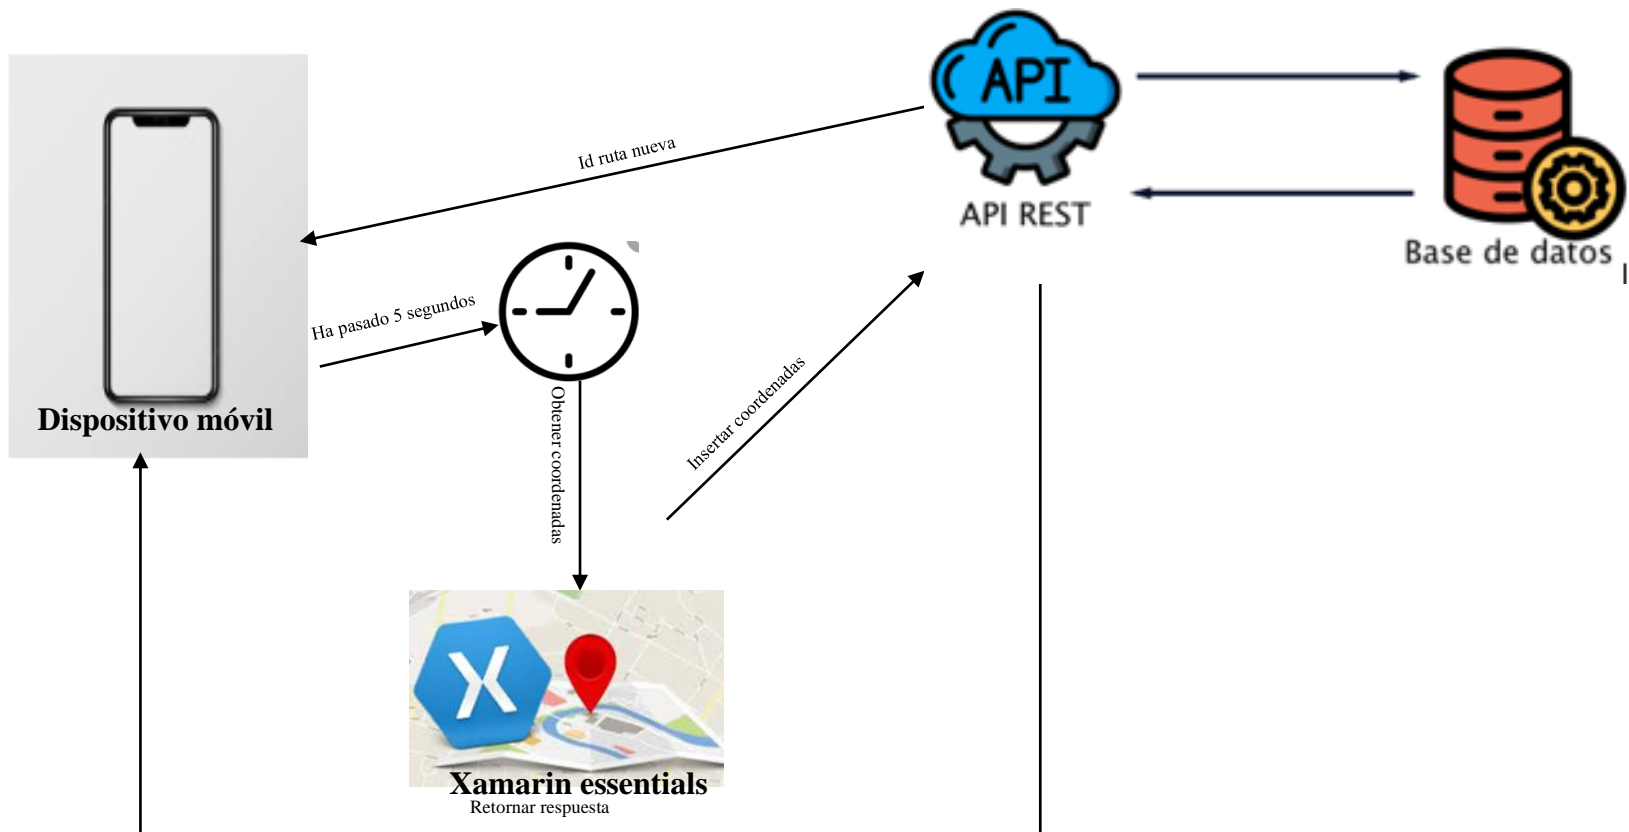 API
Id ruta nueva
API REST
Base de datos
Ha pasado 5 segundos
Obtener coordenadas
Insertar coordenadas
Dispositivo móvil
X
Xamarin essentials
Retornar respuesta